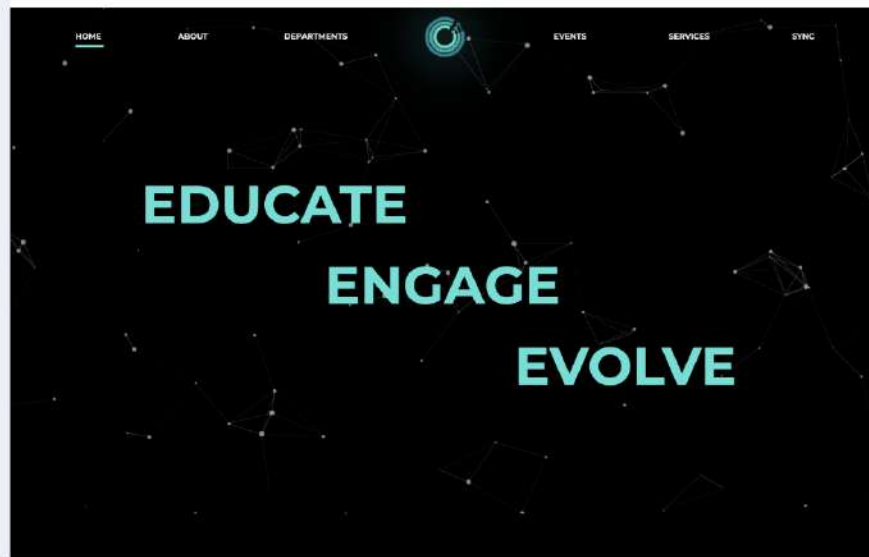 HOME ABOUT DEPARTMENTS EVENTS SERVICES SYNC
EDUCATE
ENGAGE
EVOLVE